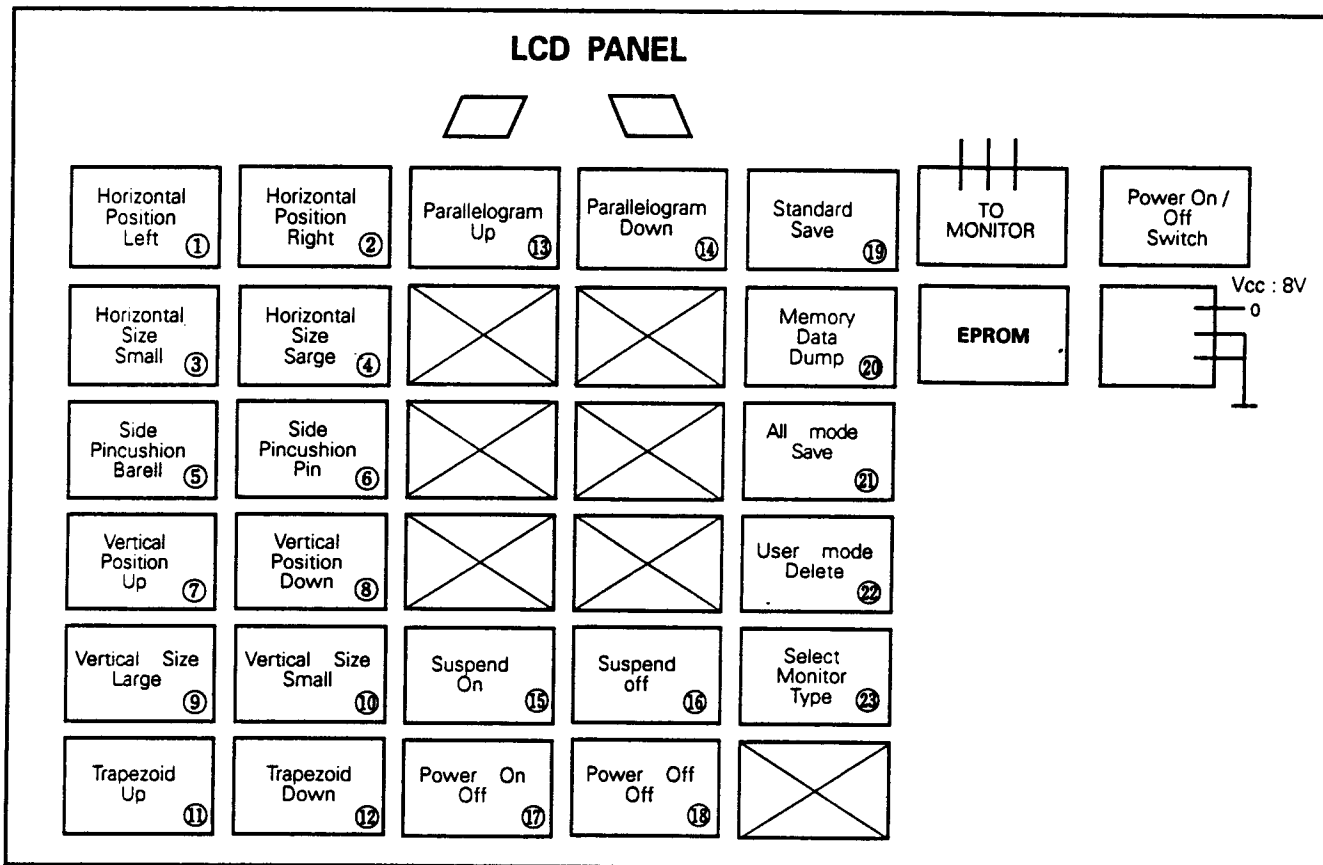 LCD PANEL
Horizontal
Position
Left ①
Horizontal
Position
Right ②
Parallelogram
Up ⑬
Parallelogram
Down ⑭
Standard
Save ⑲
TO
MONITOR
Power On /
Off
Switch
Horizontal
Size
Small ③
Horizontal
Size
Sarge ④
Memory
Data
Dump ⑳
EPROM
Vcc : 8V
0
Side
Pincushion
Barell ⑤
Side
Pincushion
Pin ⑥
All mode
Save
㉑
Vertical
Position
Up ⑦
Vertical
Position
Down ⑧
User mode
Delete
㉒
Vertical Size
Large ⑨
Vertical Size
Small ⑩
Suspend
On ⑮
Suspend
off ⑯
Select
Monitor
Type ㉓
Trapezoid
Up ⑪
Trapezoid
Down ⑫
Power On
Off ⑰
Power Off
Off ⑱